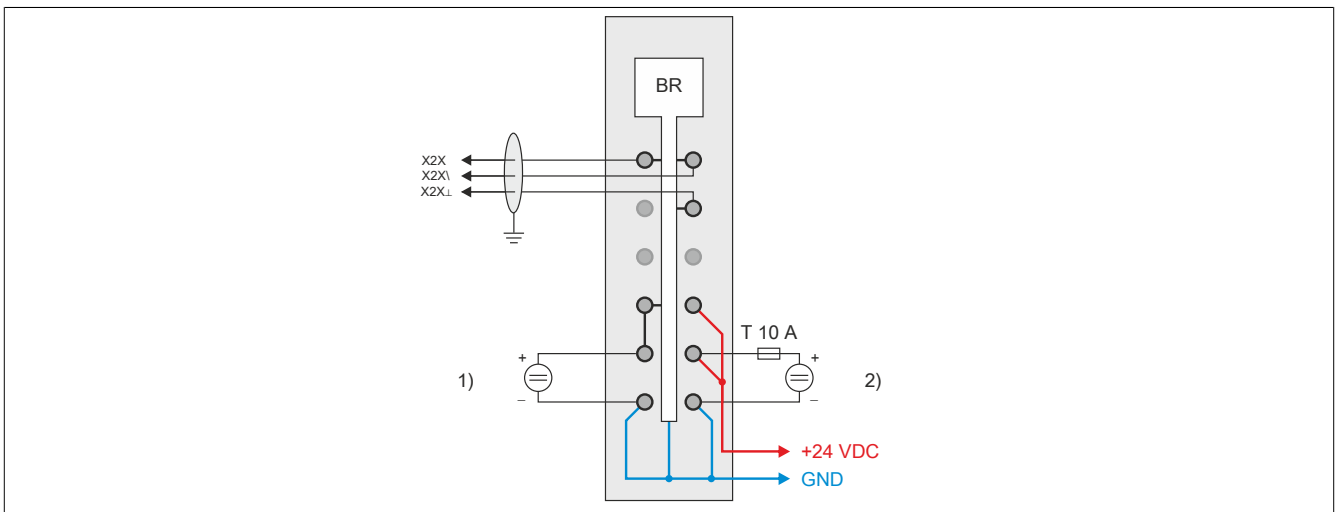 BR
X2X
X2X\
X2X⊥
T 10 A
+ +
1) 2)
– –
+24 VDC
GND